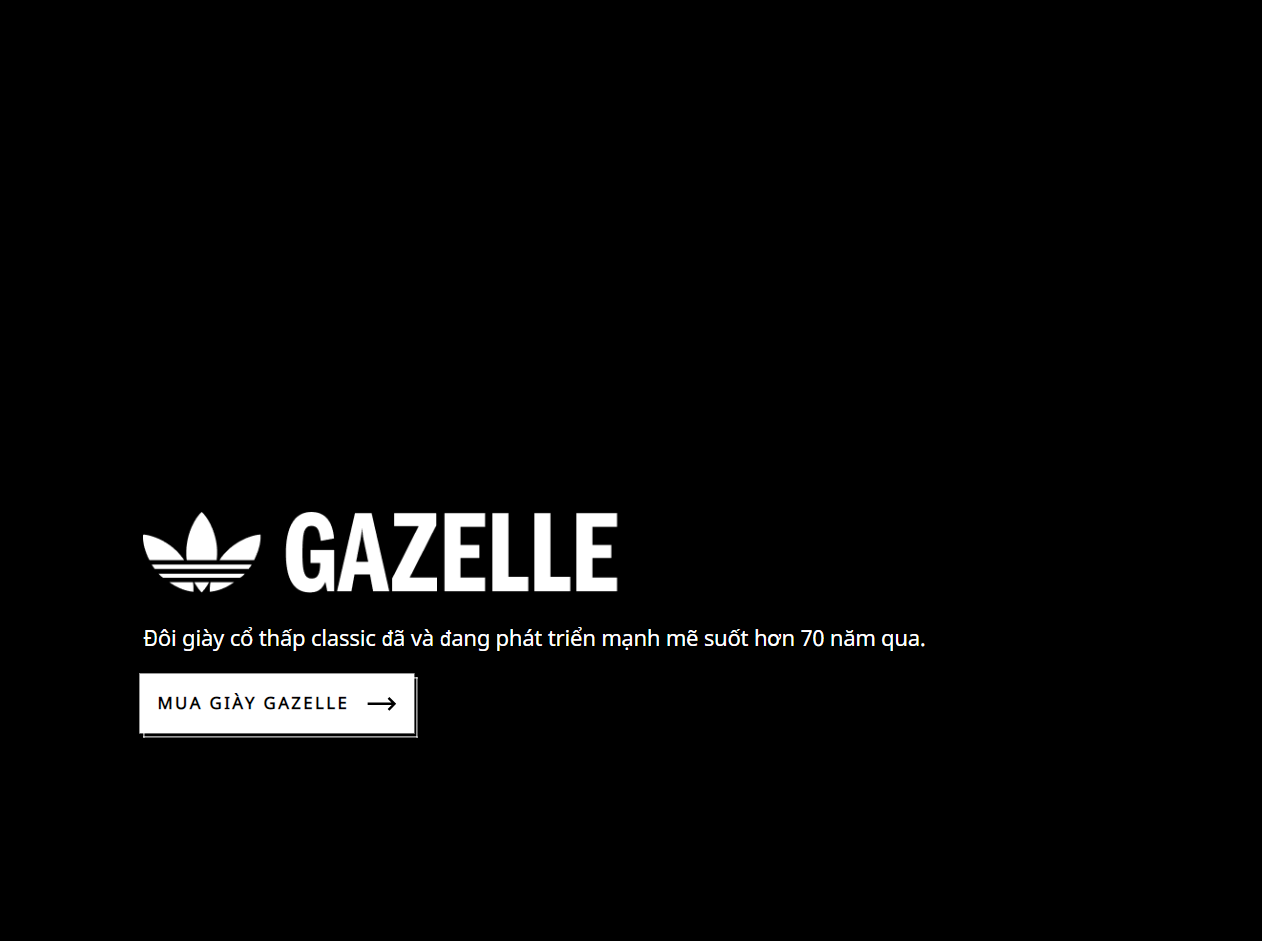 GAZELLE
Đôi giày cổ thấp classic đã và đang phát triển mạnh mẽ suốt hơn 70 năm qua.
MUA GIÀY GAZELLE